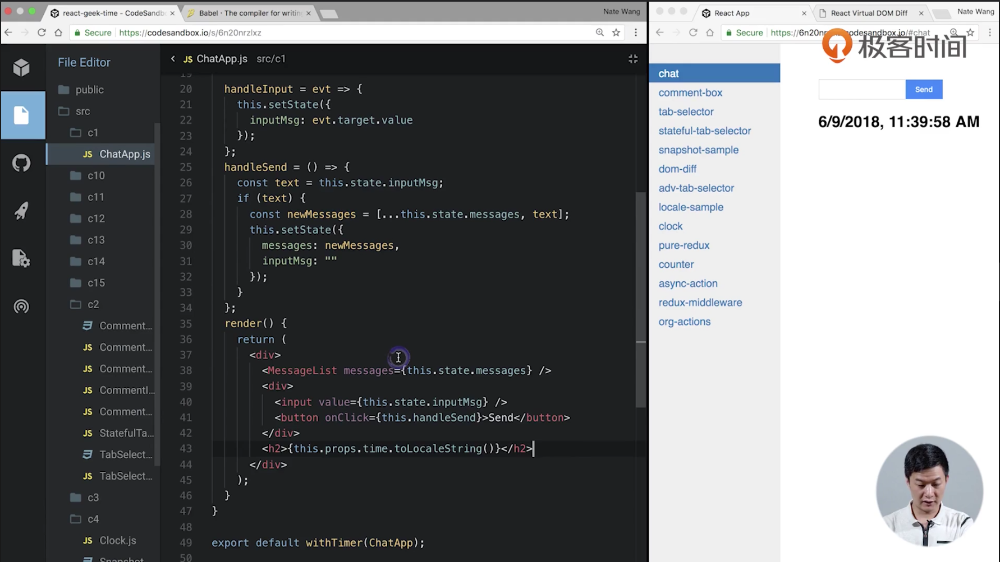 react-geek-time - CodeSandb
Babel · The compiler for writin
Nate Wang
Secure
https://codesandbox.io/s/6n20nrzlxz
File Editor
public
src
c1
JS ChatApp.js
c10
c11
c12
c13
c14
c15
c2
Comment...
JS Comment...
JS Comment...
JS CommentI...
JS Comment...
JS StatefulTa...
TabSelect...
JS TabSelect...
c3
c4
JS Clock.js
Snapshot
JS ChatApp.js src/c1
19
20 handleInput = evt => {
21 this.setState({
22 inputMsg: evt.target.value
23 });
24 };
25 handleSend = () => {
26 const text = this.state.inputMsg;
27 if (text) {
28 const newMessages = [...this.state.messages, text];
29 this.setState({
30 messages: newMessages,
31 inputMsg: ""
32 });
33 }
34 };
35 render() {
36 return (
37 <div>
38 <MessageList messages={this.state.messages} />
39 <div>
40 <input value={this.state.inputMsg} />
41 <button onClick={this.handleSend}>Send</button>
42 </div>
43 <h2>{this.props.time.toLocaleString()}</h2>
44 </div>
45 );
46 }
47 }
48
49 export default withTimer(ChatApp);
50
React App
React Virtual DOM Diff
Nate Wang
Secure
https://6n20nr codesandbox.io/#chat
极客时间
chat
comment-box
tab-selector
stateful-tab-selector
snapshot-sample
dom-diff
adv-tab-selector
locale-sample
clock
pure-redux
counter
async-action
redux-middleware
org-actions
Send
6/9/2018, 11:39:58 AM